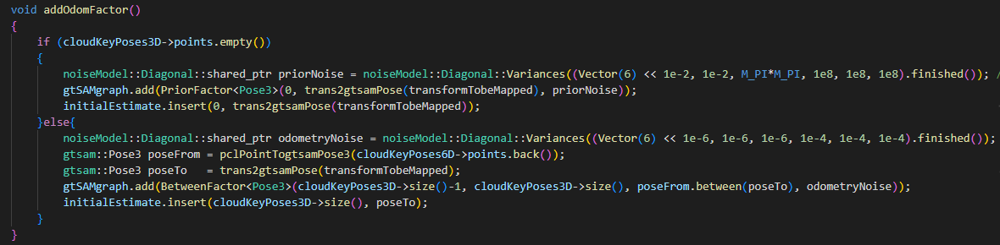 void addOdomFactor()
{
    if (cloudKeyPoses3D->points.empty())
    {
        noiseModel::Diagonal::shared_ptr priorNoise = noiseModel::Diagonal::Variances((Vector(6) << 1e-2, 1e-2, M_PI*M_PI, 1e8, 1e8, 1e8).finished()); /
        gtSAMgraph.add(PriorFactor<Pose3>(0, trans2gtsamPose(transformTobeMapped), priorNoise));
        initialEstimate.insert(0, trans2gtsamPose(transformTobeMapped));
    }else{
        noiseModel::Diagonal::shared_ptr odometryNoise = noiseModel::Diagonal::Variances((Vector(6) << 1e-6, 1e-6, 1e-6, 1e-4, 1e-4, 1e-4).finished());
        gtsam::Pose3 poseFrom = pclPointTogtsamPose3(cloudKeyPoses6D->points.back());
        gtsam::Pose3 poseTo   = trans2gtsamPose(transformTobeMapped);
        gtSAMgraph.add(BetweenFactor<Pose3>(cloudKeyPoses3D->size()-1, cloudKeyPoses3D->size(), poseFrom.between(poseTo), odometryNoise));
        initialEstimate.insert(cloudKeyPoses3D->size(), poseTo);
    }
}